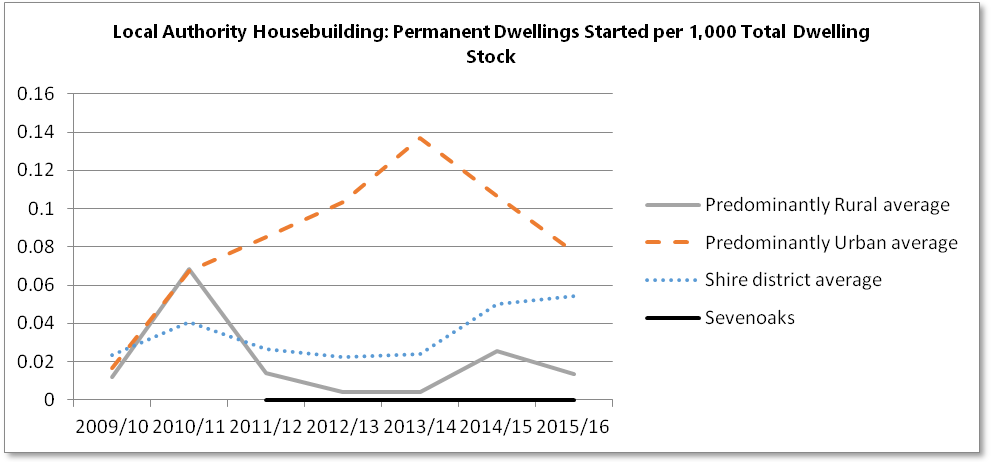 Local Authority Housebuilding: Permanent Dwellings Started per 1,000 Total Dwelling
Stock
0.16
0.14
0.12
0.1
0.08
0.06
0.04
0.02
0
2009/10 2010/11 2011/12 2012/13 2013/14 2014/15 2015/16
Predominantly Rural average
Predominantly Urban average
Shire district average
Sevenoaks